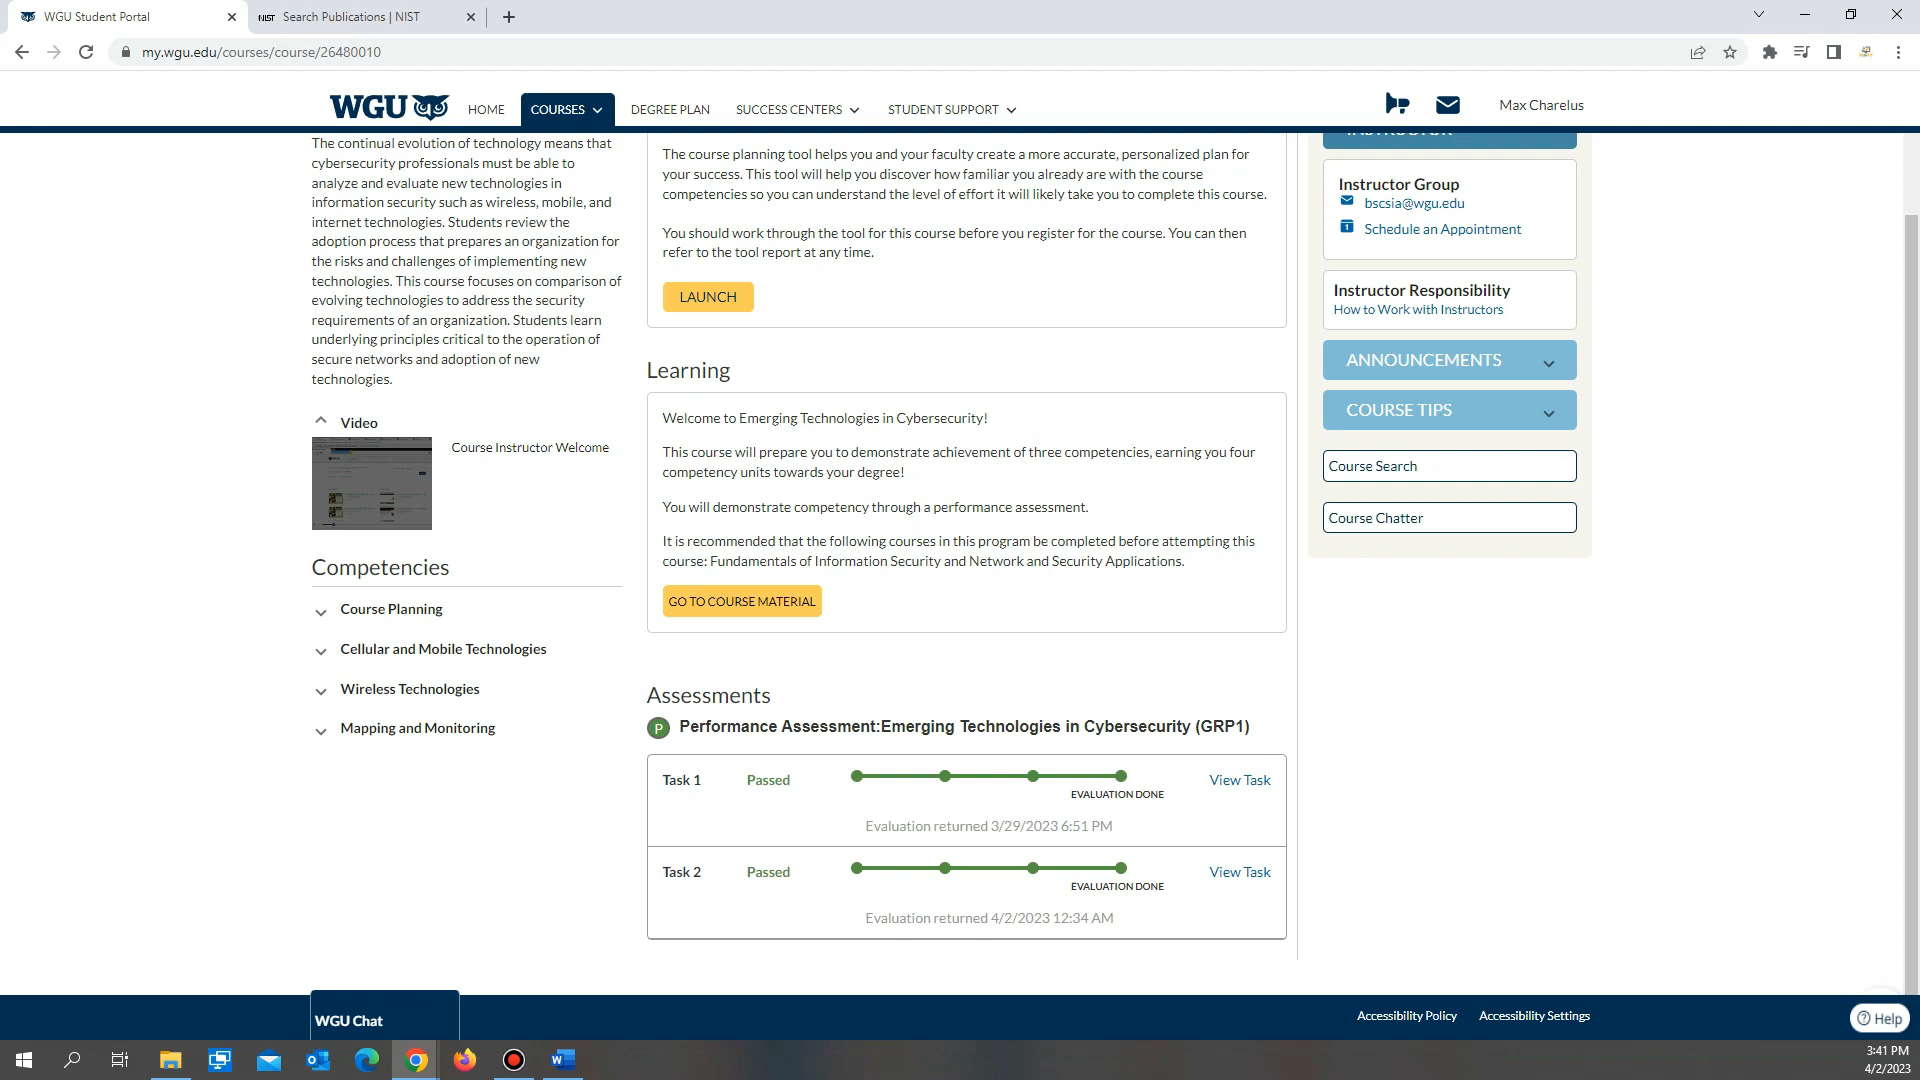 WGU Student Portal
NIST Search Publications | NIST
my.wgu.edu/courses/course/26480010
WGU HOME COURSES DEGREE PLAN SUCCESS CENTERS STUDENT SUPPORT Max Charelus
The continual evolution of technology means that
cybersecurity professionals must be able to
analyze and evaluate new technologies in
information security such as wireless, mobile, and
internet technologies. Students review the
adoption process that prepares an organization for
the risks and challenges of implementing new
technologies. This course focuses on comparison of
evolving technologies to address the security
requirements of an organization. Students learn
underlying principles critical to the operation of
secure networks and adoption of new
technologies.
Video
Course Instructor Welcome
Competencies
Course Planning
Cellular and Mobile Technologies
Wireless Technologies
Mapping and Monitoring
The course planning tool helps you and your faculty create a more accurate, personalized plan for
your success. This tool will help you discover how familiar you already are with the course
competencies so you can understand the level of effort it will likely take you to complete this course.
You should work through the tool for this course before you register for the course. You can then
refer to the tool report at any time.
LAUNCH
Learning
Welcome to Emerging Technologies in Cybersecurity!
This course will prepare you to demonstrate achievement of three competencies, earning you four
competency units towards your degree!
You will demonstrate competency through a performance assessment.
It is recommended that the following courses in this program be completed before attempting this
course: Fundamentals of Information Security and Network and Security Applications.
GO TO COURSE MATERIAL
Assessments
P Performance Assessment:Emerging Technologies in Cybersecurity (GRP1)
Task 1 Passed View Task
EVALUATION DONE
Evaluation returned 3/29/2023 6:51 PM
Task 2 Passed View Task
EVALUATION DONE
Evaluation returned 4/2/2023 12:34 AM
INSTRUCTOR
Instructor Group
bscsia@wgu.edu
1 Schedule an Appointment
Instructor Responsibility
How to Work with Instructors
ANNOUNCEMENTS
COURSE TIPS
Course Search
Course Chatter
WGU Chat
Accessibility Policy Accessibility Settings
? Help
3:41 PM
4/2/2023